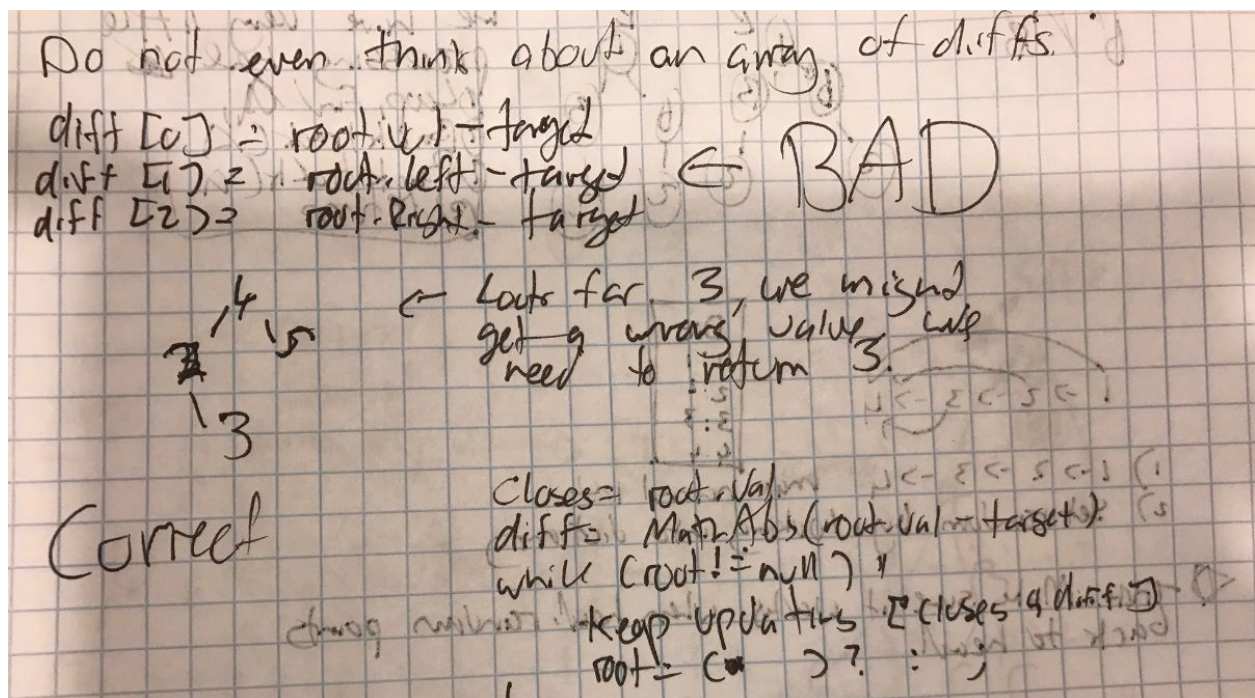 Do not even think about an array of diffs.
diff [0] = root.val - target
diff [1] = root.left - target ← BAD
diff [2] = root.Right - target
4 ← Look for 3, we might
5 get a wrong value, we
need to return 3.
3
Correct
Closes = root.val
diff = Math.Abs(root.val - target)
while (root != null)
keep updating [closes & diff]
root = ( ) ? : ;